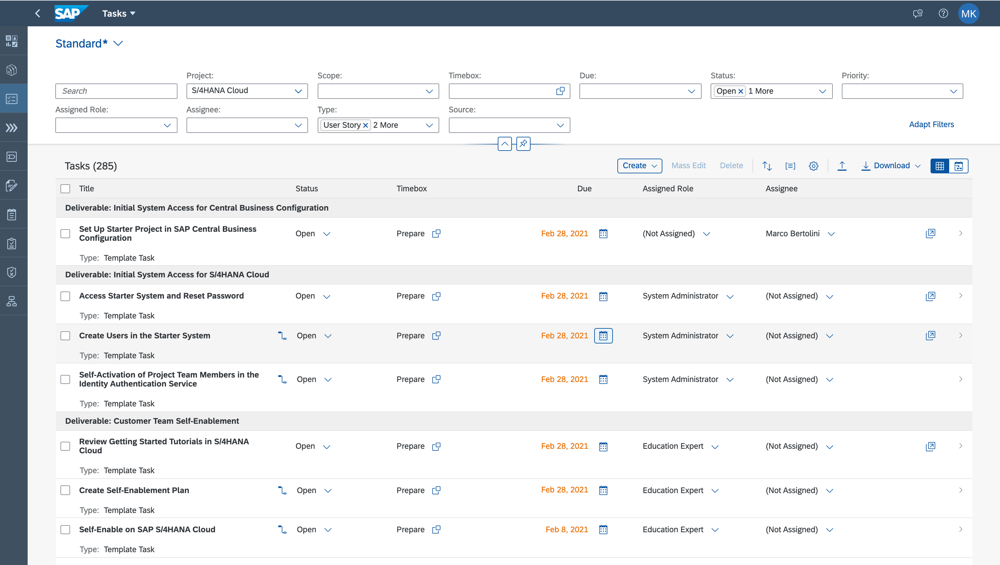 SAP Tasks MK
Standard*
Project: Scope: Timebox: Due: Status: Priority:
Search S/4HANA Cloud Open 1 More
Assigned Role: Assignee: Type: Source:
User Story 2 More Adapt Filters
Tasks (285) Create Mass Edit Delete Download
Title Status Timebox Due Assigned Role Assignee
Deliverable: Initial System Access for Central Business Configuration
Set Up Starter Project in SAP Central Business
Configuration
Open Prepare Feb 28, 2021 (Not Assigned) Marco Bertolini
Type: Template Task
Deliverable: Initial System Access for S/4HANA Cloud
Access Starter System and Reset Password Open Prepare Feb 28, 2021 System Administrator (Not Assigned)
Type: Template Task
Create Users in the Starter System Open Prepare Feb 28, 2021 System Administrator (Not Assigned)
Type: Template Task
Self-Activation of Project Team Members in the
Identity Authentication Service
Open Prepare Feb 28, 2021 System Administrator (Not Assigned)
Type: Template Task
Deliverable: Customer Team Self-Enablement
Review Getting Started Tutorials in S/4HANA
Cloud
Open Prepare Feb 28, 2021 Education Expert (Not Assigned)
Type: Template Task
Create Self-Enablement Plan Open Prepare Feb 28, 2021 Education Expert (Not Assigned)
Type: Template Task
Self-Enable on SAP S/4HANA Cloud Open Prepare Feb 8, 2021 Education Expert (Not Assigned)
Type: Template Task